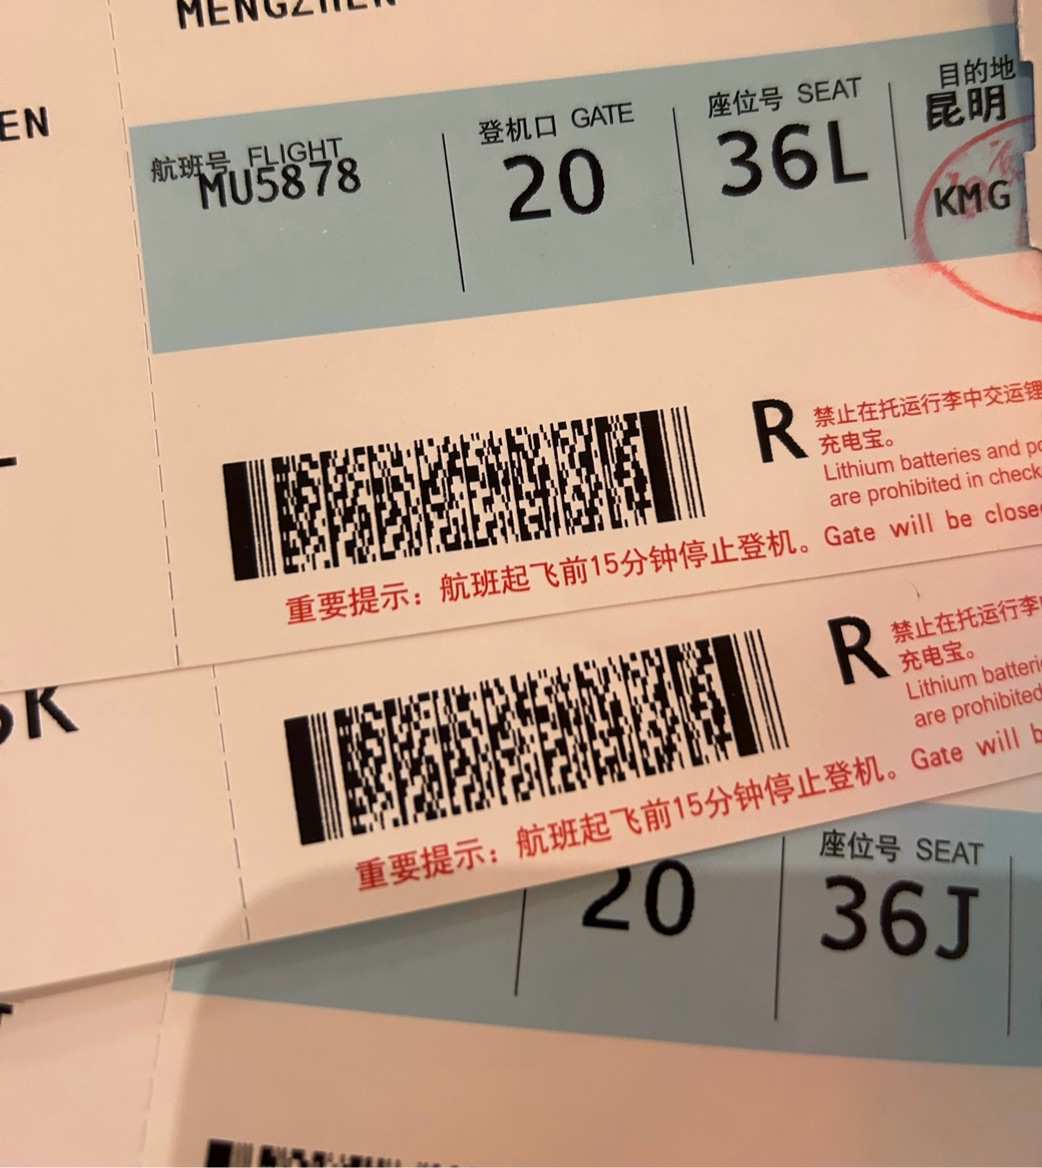 MENGZHEN
EN
航班号 FLIGHT
MU5878
登机口 GATE
20
座位号 SEAT
36L
目的地
昆明
KMG
R
禁止在托运行李中交运锂
充电宝。
Lithium batteries and po
are prohibited in check
重要提示：航班起飞前15分钟停止登机。Gate will be close
K
R
禁止在托运行李
充电宝。
Lithium batteri
are prohibited
重要提示：航班起飞前15分钟停止登机。Gate will b
20
座位号 SEAT
36J